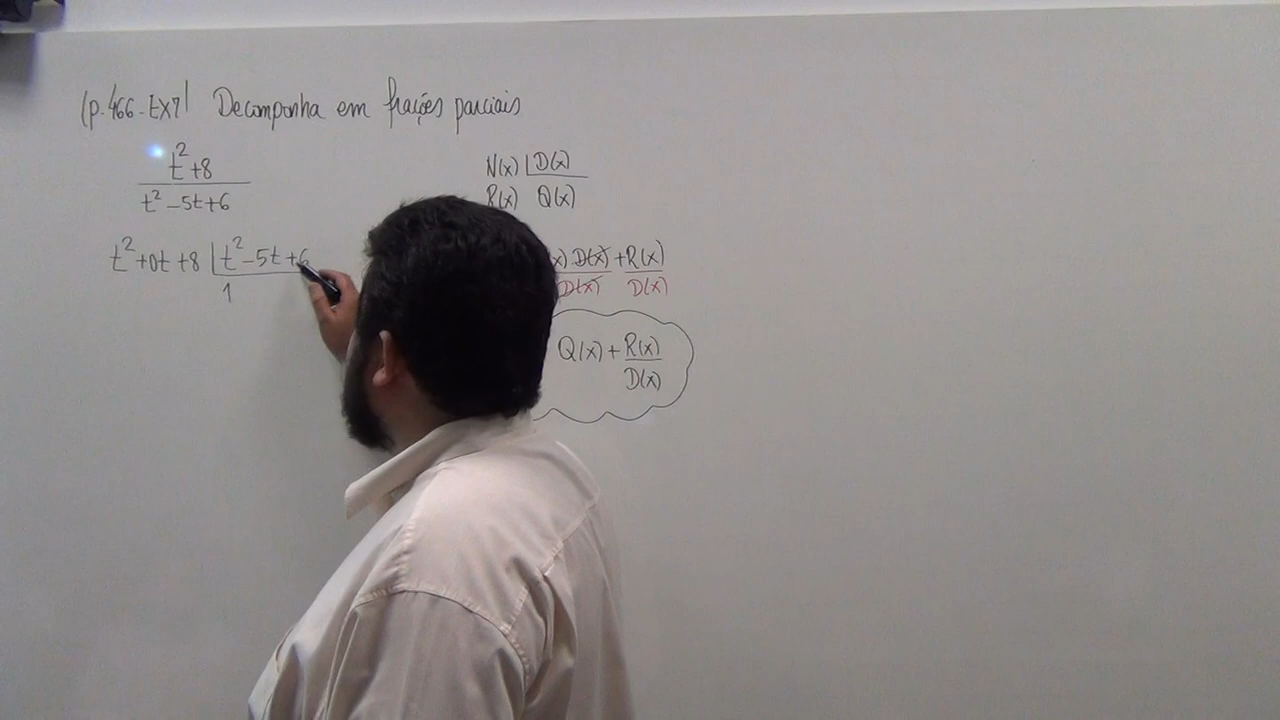 (p.466-EX7) Decomponha em frações parciais
t²+8
t²-5t+6
N(x) | D(x)
R(x) Q(x)
t²+0t+8 | t²-5t+6
1
x) D(x) + R(x)
D(x) D(x)
Q(x) + R(x)
D(x)